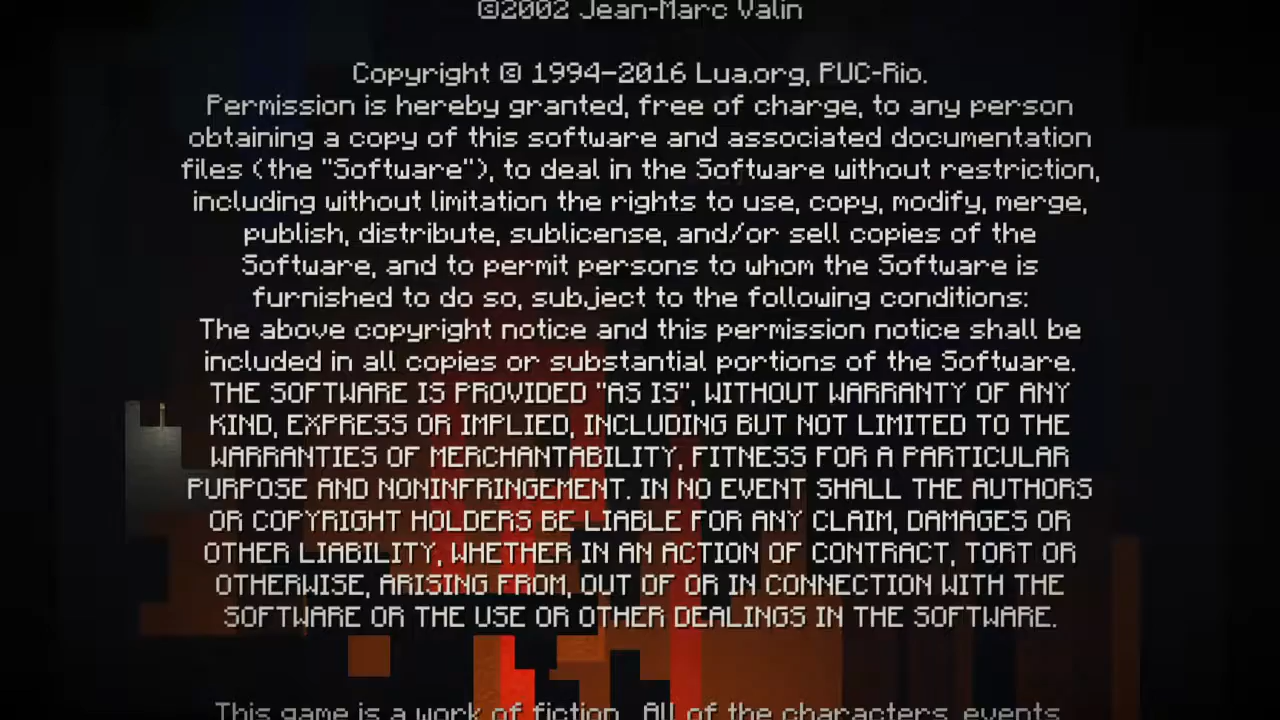 ©2002 Jean-Marc Valin
Copyright © 1994-2016 Lua.org, PUC-Rio.
Permission is hereby granted, free of charge, to any person
obtaining a copy of this software and associated documentation
files (the "Software"), to deal in the Software without restriction,
including without limitation the rights to use, copy, modify, merge,
publish, distribute, sublicense, and/or sell copies of the
Software, and to permit persons to whom the Software is
furnished to do so, subject to the following conditions:
The above copyright notice and this permission notice shall be
included in all copies or substantial portions of the Software.
THE SOFTWARE IS PROVIDED "AS IS", WITHOUT WARRANTY OF ANY
KIND, EXPRESS OR IMPLIED, INCLUDING BUT NOT LIMITED TO THE
WARRANTIES OF MERCHANTABILITY, FITNESS FOR A PARTICULAR
PURPOSE AND NONINFRINGEMENT. IN NO EVENT SHALL THE AUTHORS
OR COPYRIGHT HOLDERS BE LIABLE FOR ANY CLAIM, DAMAGES OR
OTHER LIABILITY, WHETHER IN AN ACTION OF CONTRACT, TORT OR
OTHERWISE, ARISING FROM, OUT OF OR IN CONNECTION WITH THE
SOFTWARE OR THE USE OR OTHER DEALINGS IN THE SOFTWARE.
This game is a work of fiction. All of the characters, events